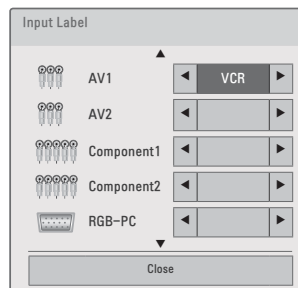 Input Label
AV1 VCR
AV2
Component1
Component2
RGB-PC
Close